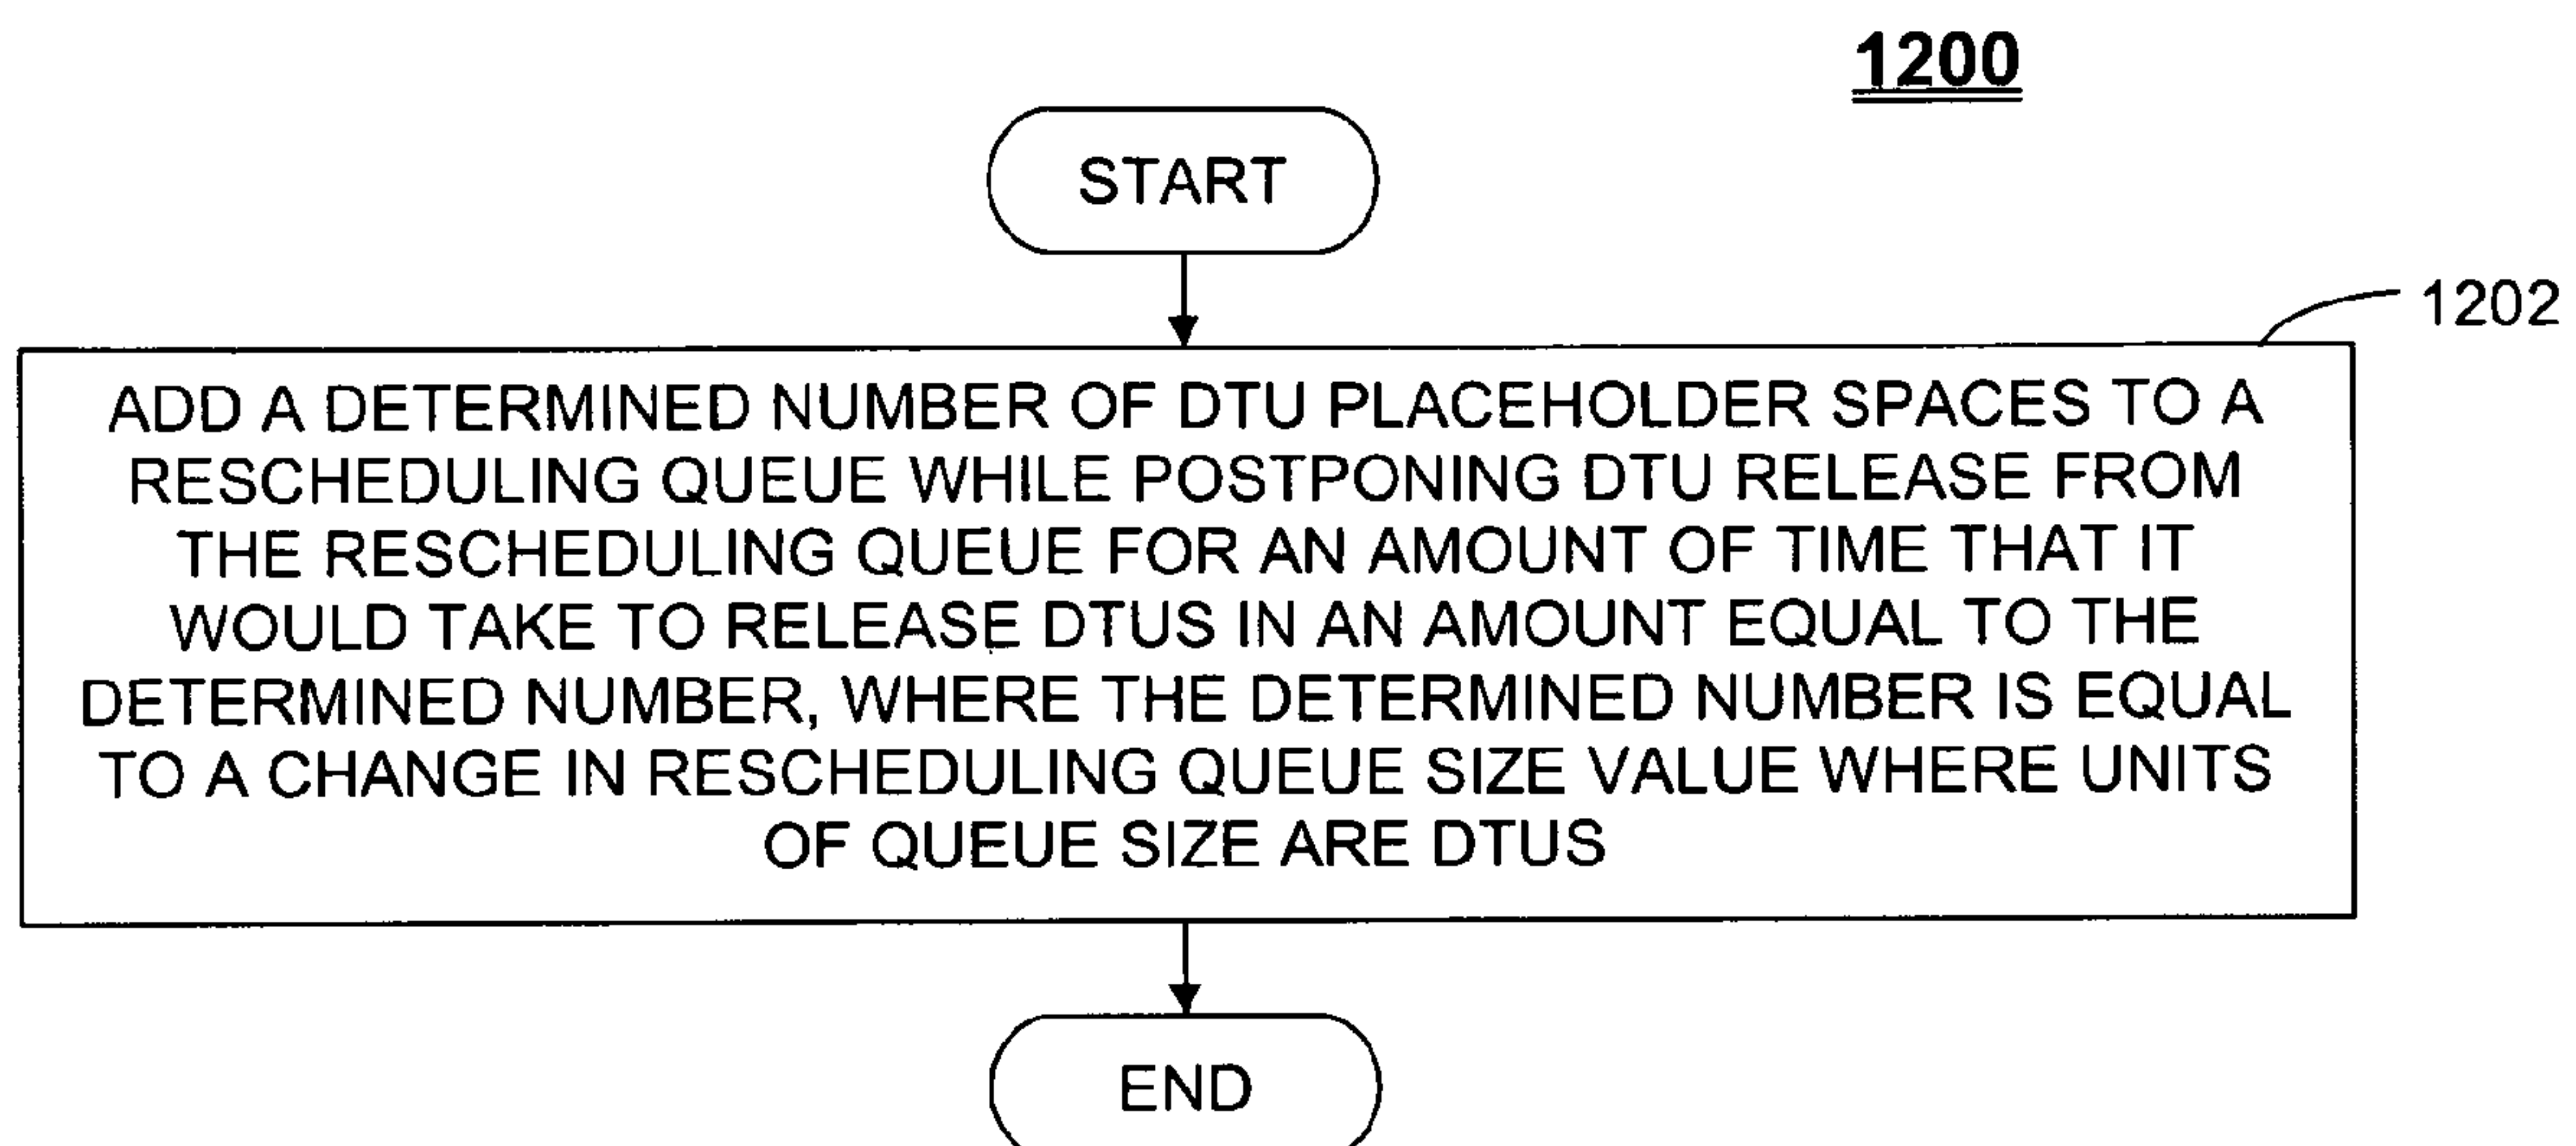 1200
START
1202
ADD A DETERMINED NUMBER OF DTU PLACEHOLDER SPACES TO A
RESCHEDULING QUEUE WHILE POSTPONING DTU RELEASE FROM
THE RESCHEDULING QUEUE FOR AN AMOUNT OF TIME THAT IT
WOULD TAKE TO RELEASE DTUS IN AN AMOUNT EQUAL TO THE
DETERMINED NUMBER, WHERE THE DETERMINED NUMBER IS EQUAL
TO A CHANGE IN RESCHEDULING QUEUE SIZE VALUE WHERE UNITS
OF QUEUE SIZE ARE DTUS
END